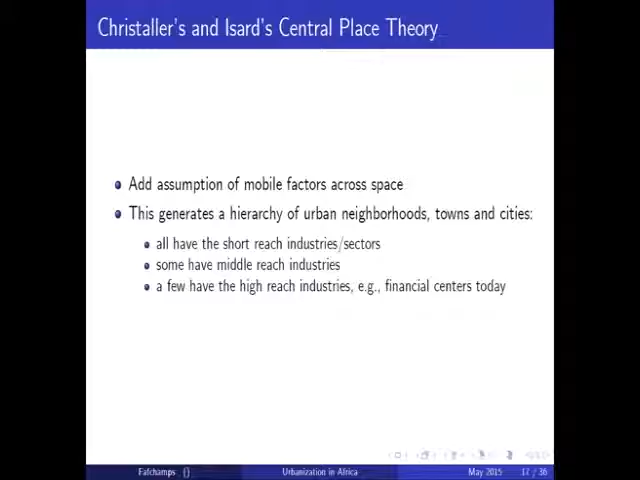 Christaller's and Isard's Central Place Theory
Add assumption of mobile factors across space
This generates a hierarchy of urban neighborhoods, towns and cities:
all have the short reach industries/sectors
some have middle reach industries
a few have the high reach industries, e.g., financial centers today
Fafchamps () Urbanization in Africa May 2015 17 / 36